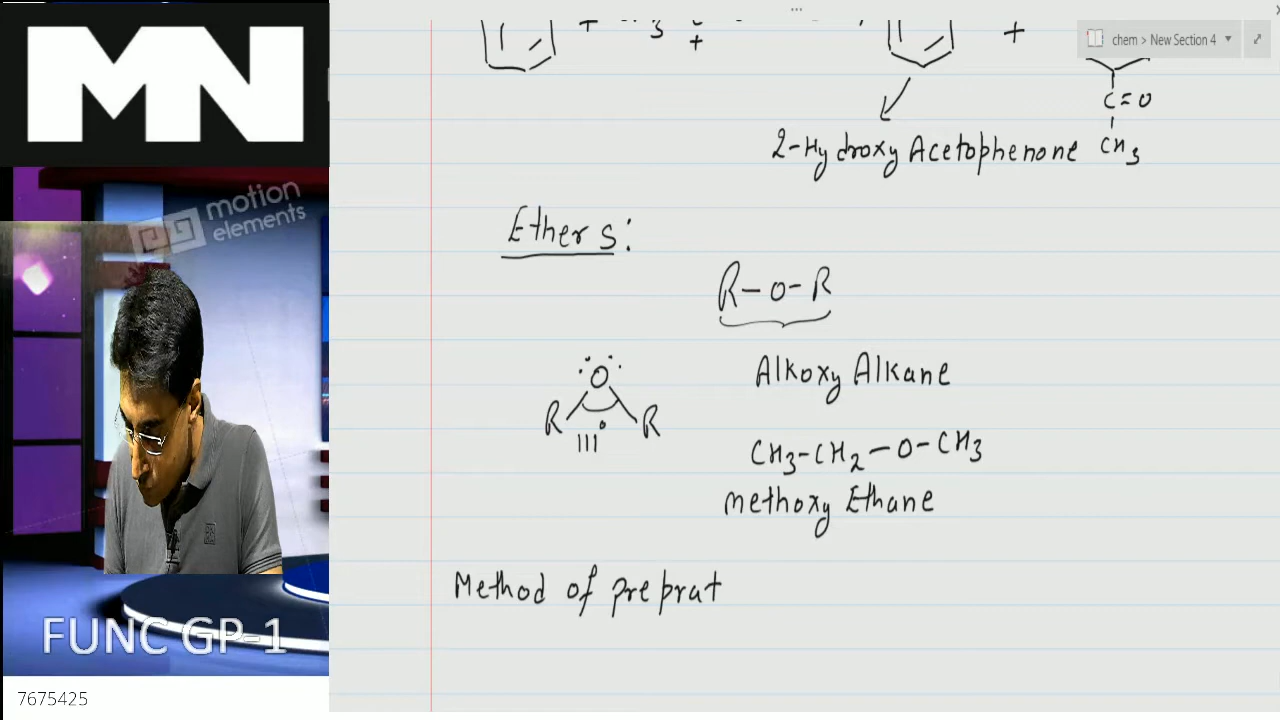 MN
motion
elements
FUNC GP-1
7675425
chem > New Section 4
+
+
+
C=O
CH3
2-Hydroxy Acetophenone
Ethers:
R-O-R
O
R R
111°
Alkoxy Alkane
CH3-CH2-O-CH3
methoxy Ethane
Method of preprat